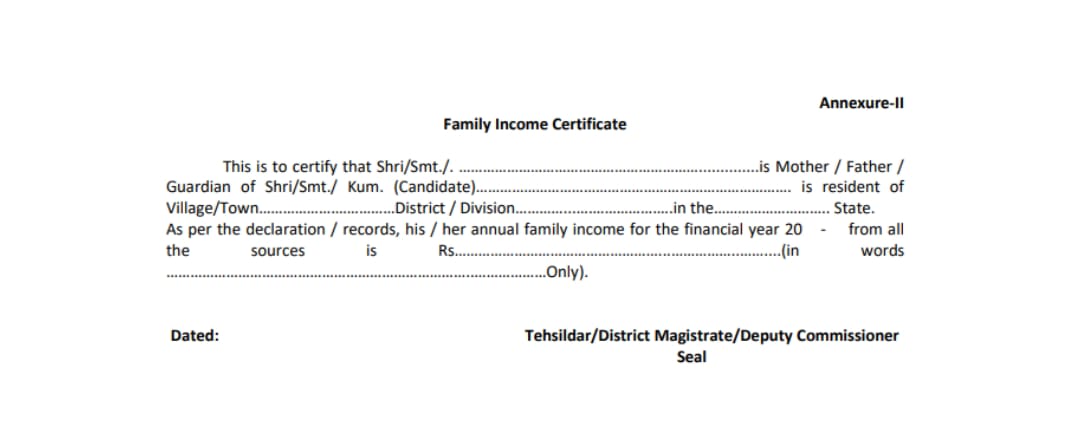 Annexure-II
Family Income Certificate
This is to certify that Shri/Smt./. ................................................................................is Mother / Father /
Guardian of Shri/Smt./ Kum. (Candidate)................................................................................ is resident of
Village/Town..................................District / Division........................................in the............................. State.
As per the declaration / records, his / her annual family income for the financial year 20 - from all
the sources is Rs...................................................................................(in words
................................................................................................Only).
Dated: Tehsildar/District Magistrate/Deputy Commissioner
Seal